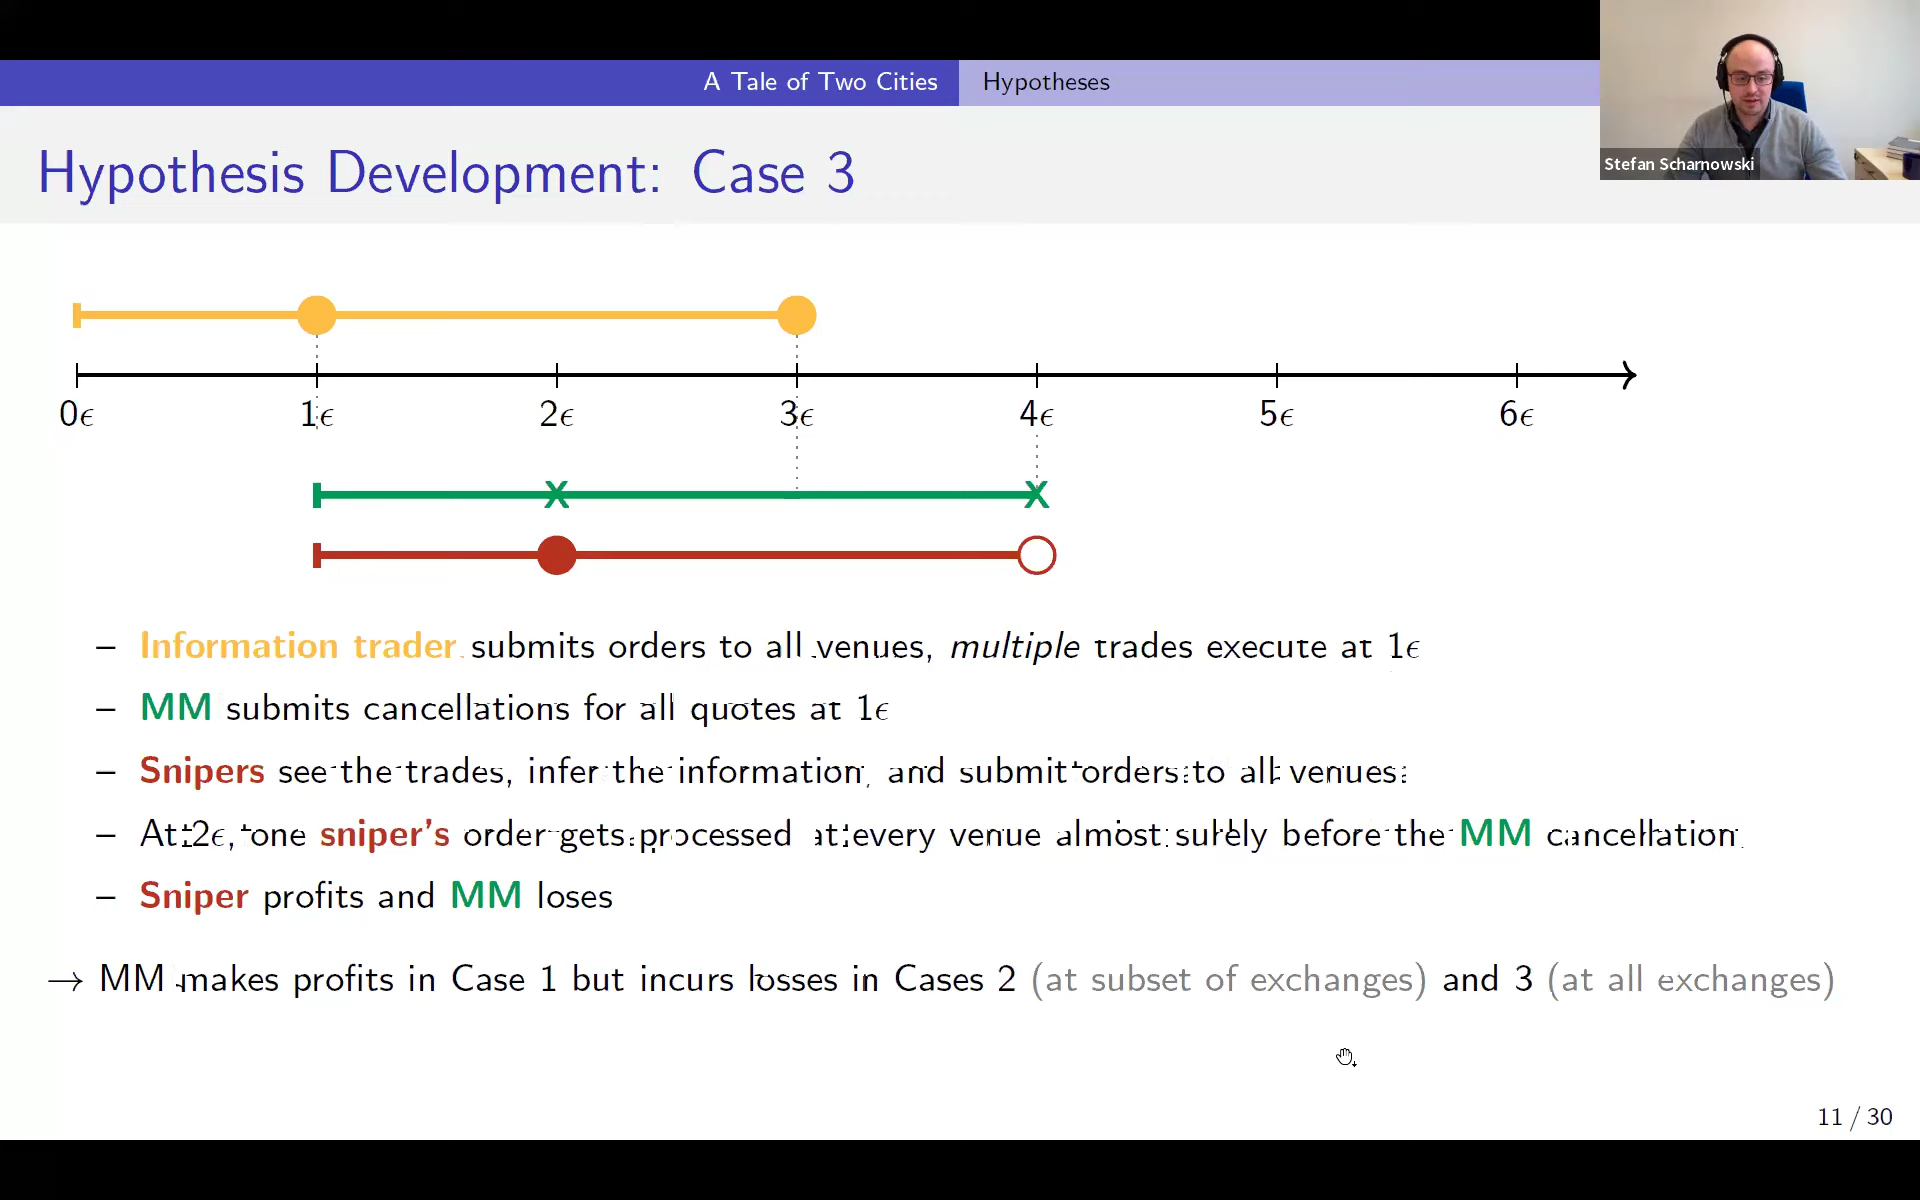 A Tale of Two Cities Hypotheses
Stefan Scharnowski
Hypothesis Development: Case 3
0ϵ 1ϵ 2ϵ 3ϵ 4ϵ 5ϵ 6ϵ
x x
– Information trader submits orders to all venues, multiple trades execute at 1ϵ
– MM submits cancellations for all quotes at 1ϵ
– Snipers see the trades, infer the information, and submit orders to all venues
– At 2ϵ, one sniper's order gets processed at every venue almost surely before the MM cancellation
– Sniper profits and MM loses
→ MM makes profits in Case 1 but incurs losses in Cases 2 (at subset of exchanges) and 3 (at all exchanges)
11 / 30